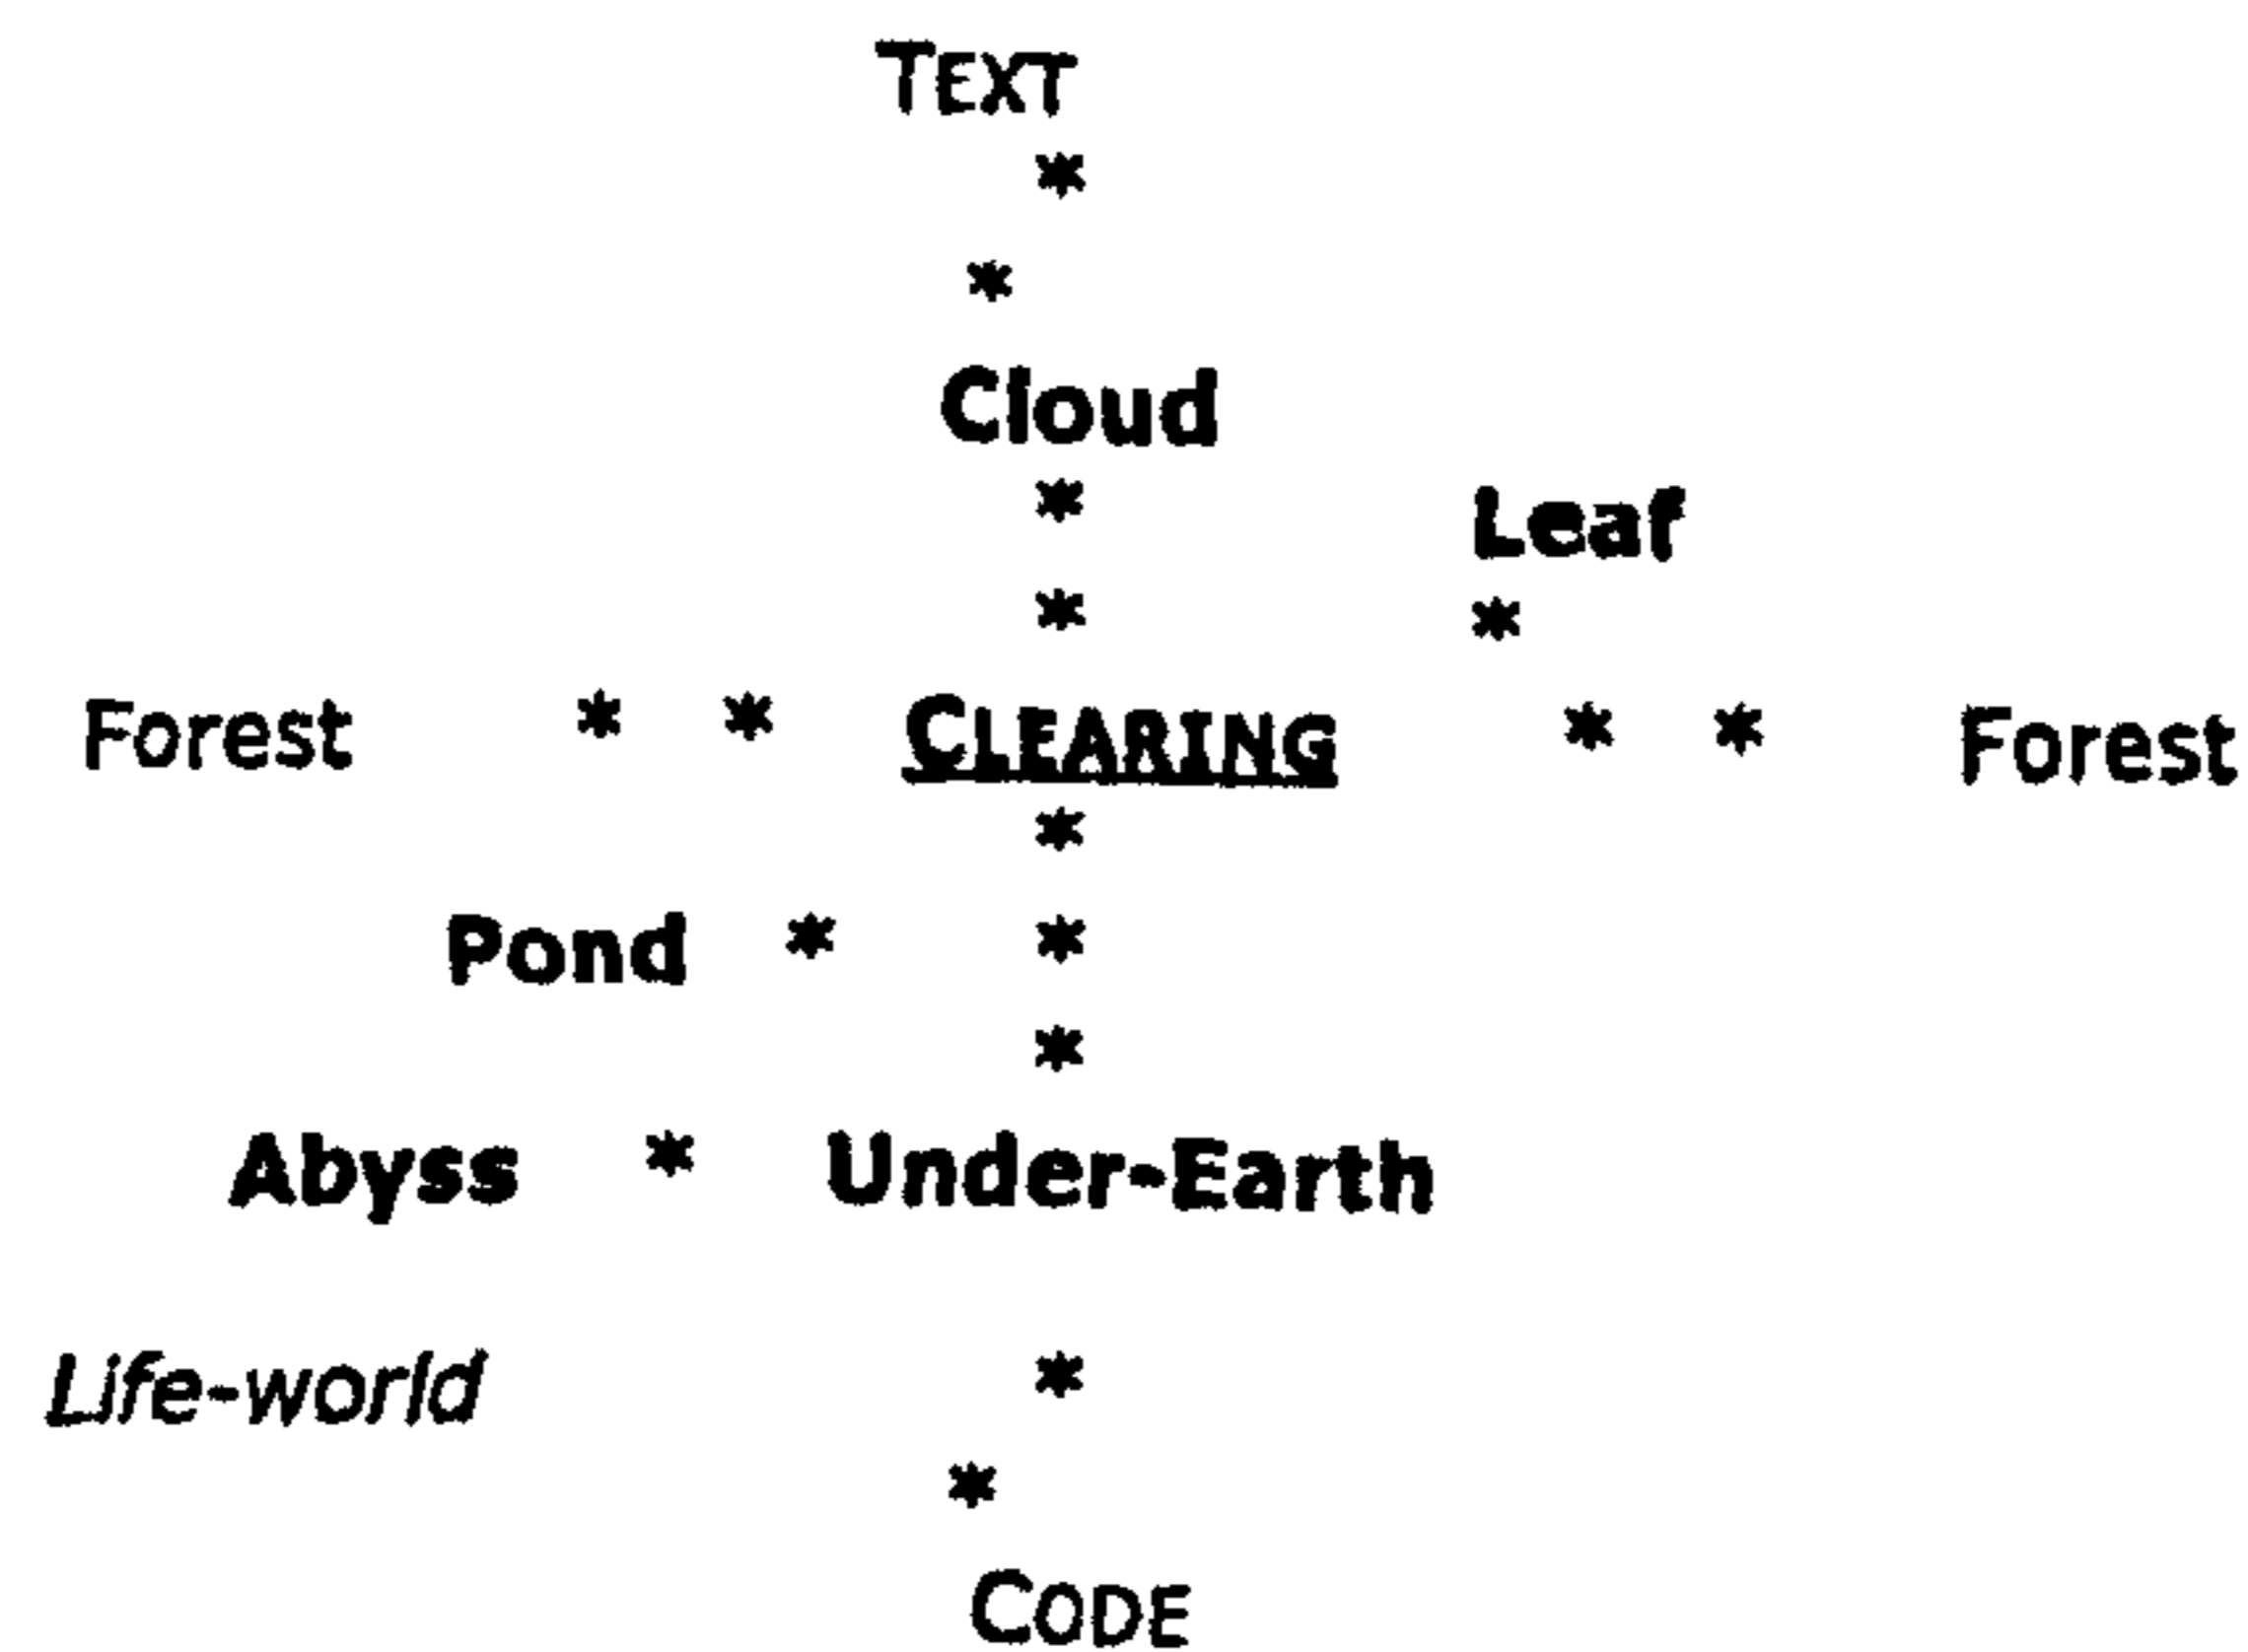 TEXT
*
*
Cloud
*
Leaf
*
*
Forest * * CLEARING * * Forest
*
Pond * *
*
Abyss * Under-Earth
Life-world *
*
CODE